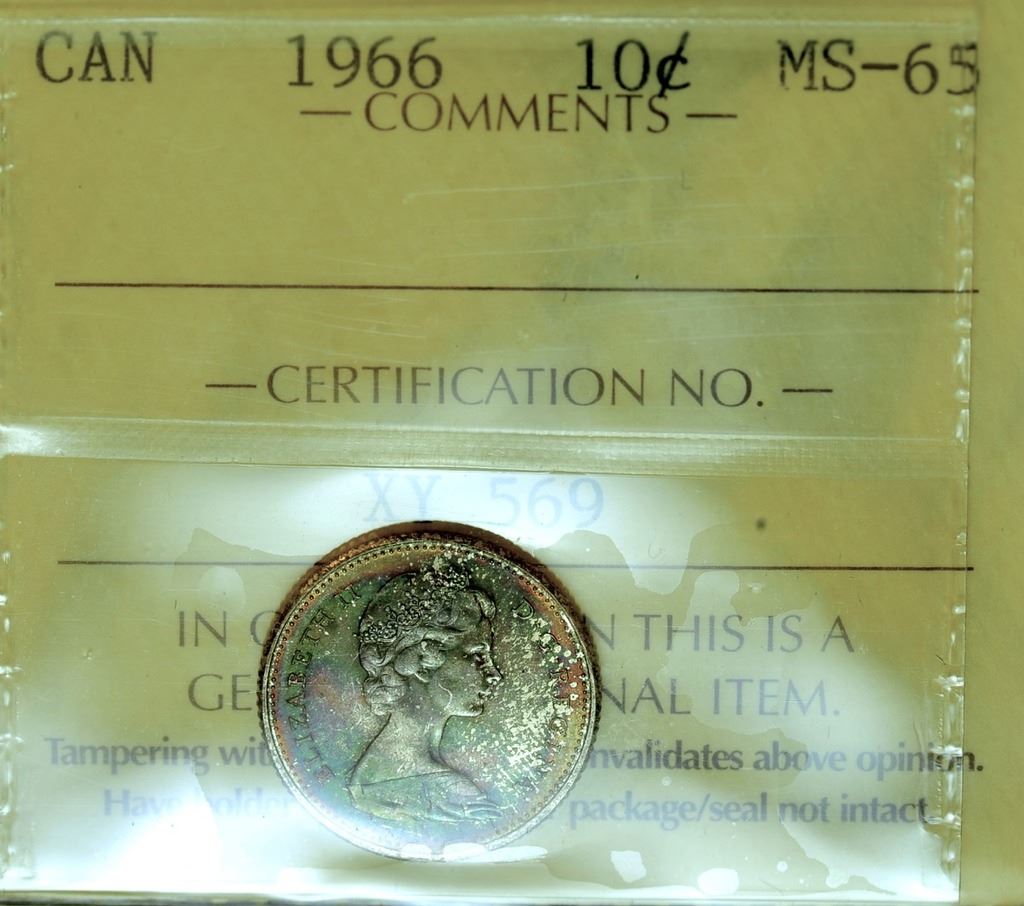 CAN 1966 10¢ MS-65
— COMMENTS —
— CERTIFICATION NO. —
XY 569
IN N THIS IS A
GE NAL ITEM.
Tampering wit nvalidates above opinion.
Have holder package/seal not intact
ELIZABETH II D·G·REGINA